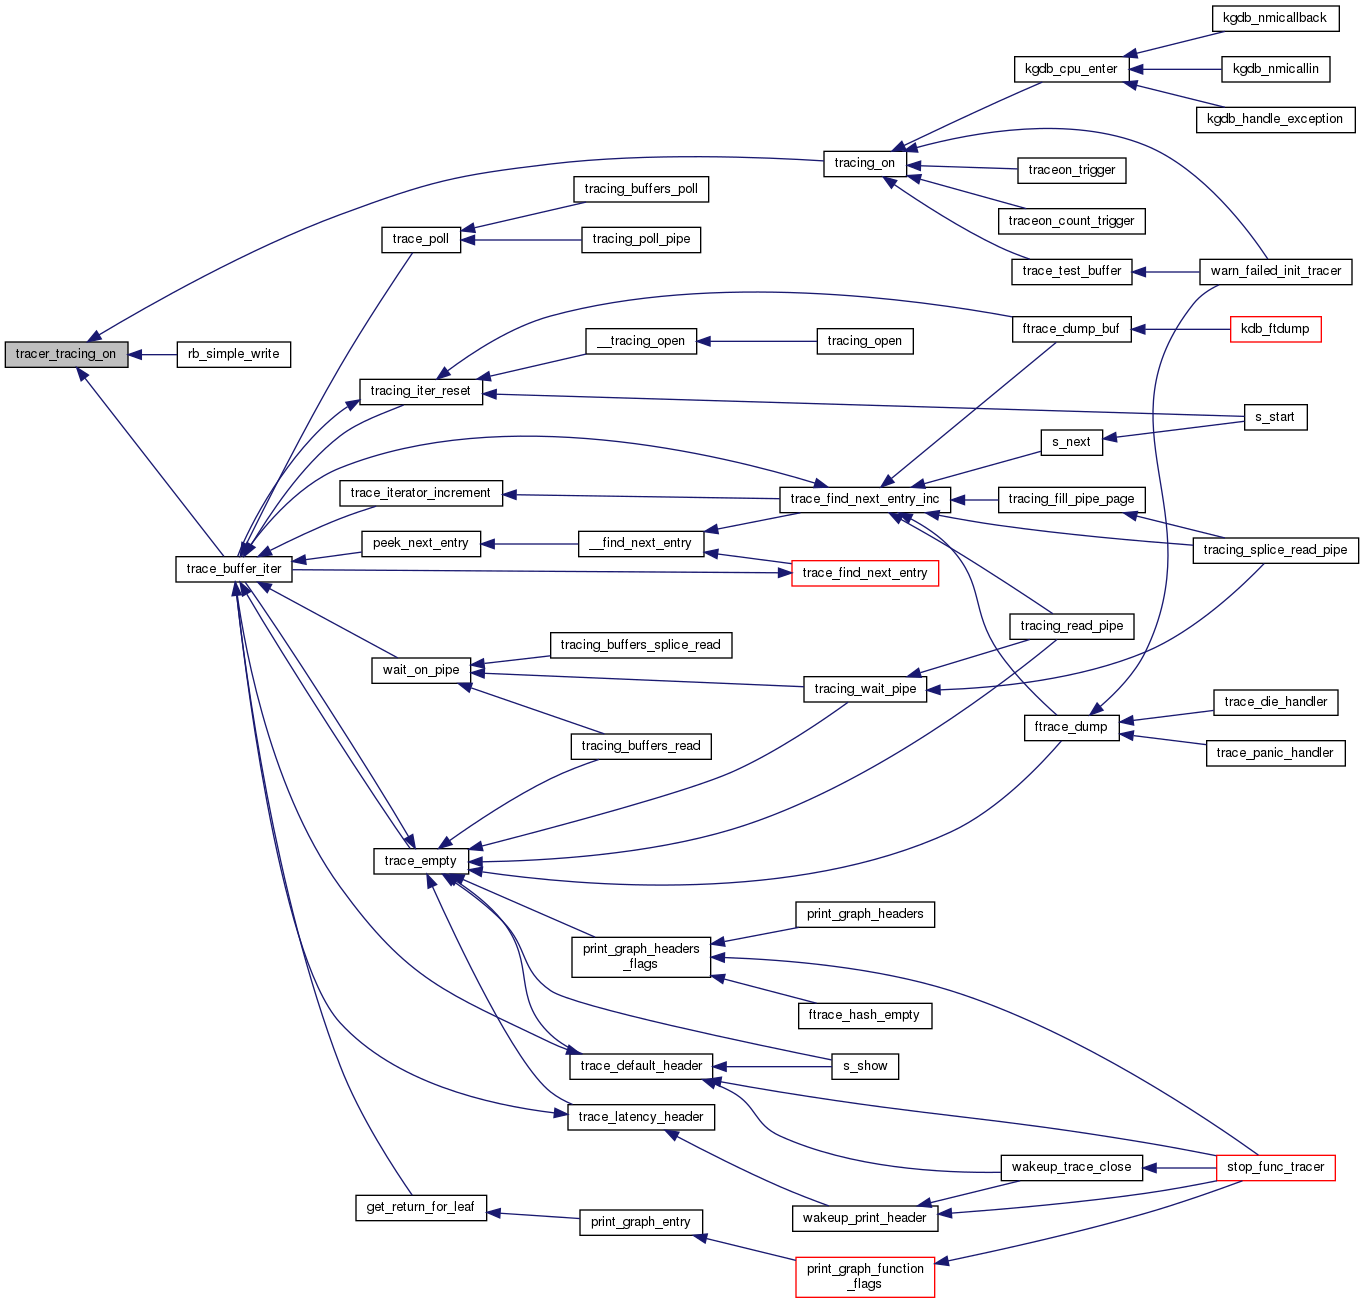 kgdb_nmicallback
kgdb_cpu_enter
kgdb_nmicallin
kgdb_handle_exception
tracing_on
traceon_trigger
tracing_buffers_poll
traceon_count_trigger
trace_poll
tracing_poll_pipe
trace_test_buffer
warn_failed_init_tracer
ftrace_dump_buf
kdb_ftdump
tracer_tracing_on
rb_simple_write
__tracing_open
tracing_open
tracing_iter_reset
s_start
s_next
trace_iterator_increment
trace_find_next_entry_inc
tracing_fill_pipe_page
peek_next_entry
__find_next_entry
tracing_splice_read_pipe
trace_buffer_iter
trace_find_next_entry
tracing_read_pipe
tracing_buffers_splice_read
wait_on_pipe
tracing_wait_pipe
trace_die_handler
ftrace_dump
tracing_buffers_read
trace_panic_handler
trace_empty
print_graph_headers
print_graph_headers
_flags
ftrace_hash_empty
trace_default_header
s_show
trace_latency_header
wakeup_trace_close
stop_func_tracer
get_return_for_leaf
print_graph_entry
wakeup_print_header
print_graph_function
_flags